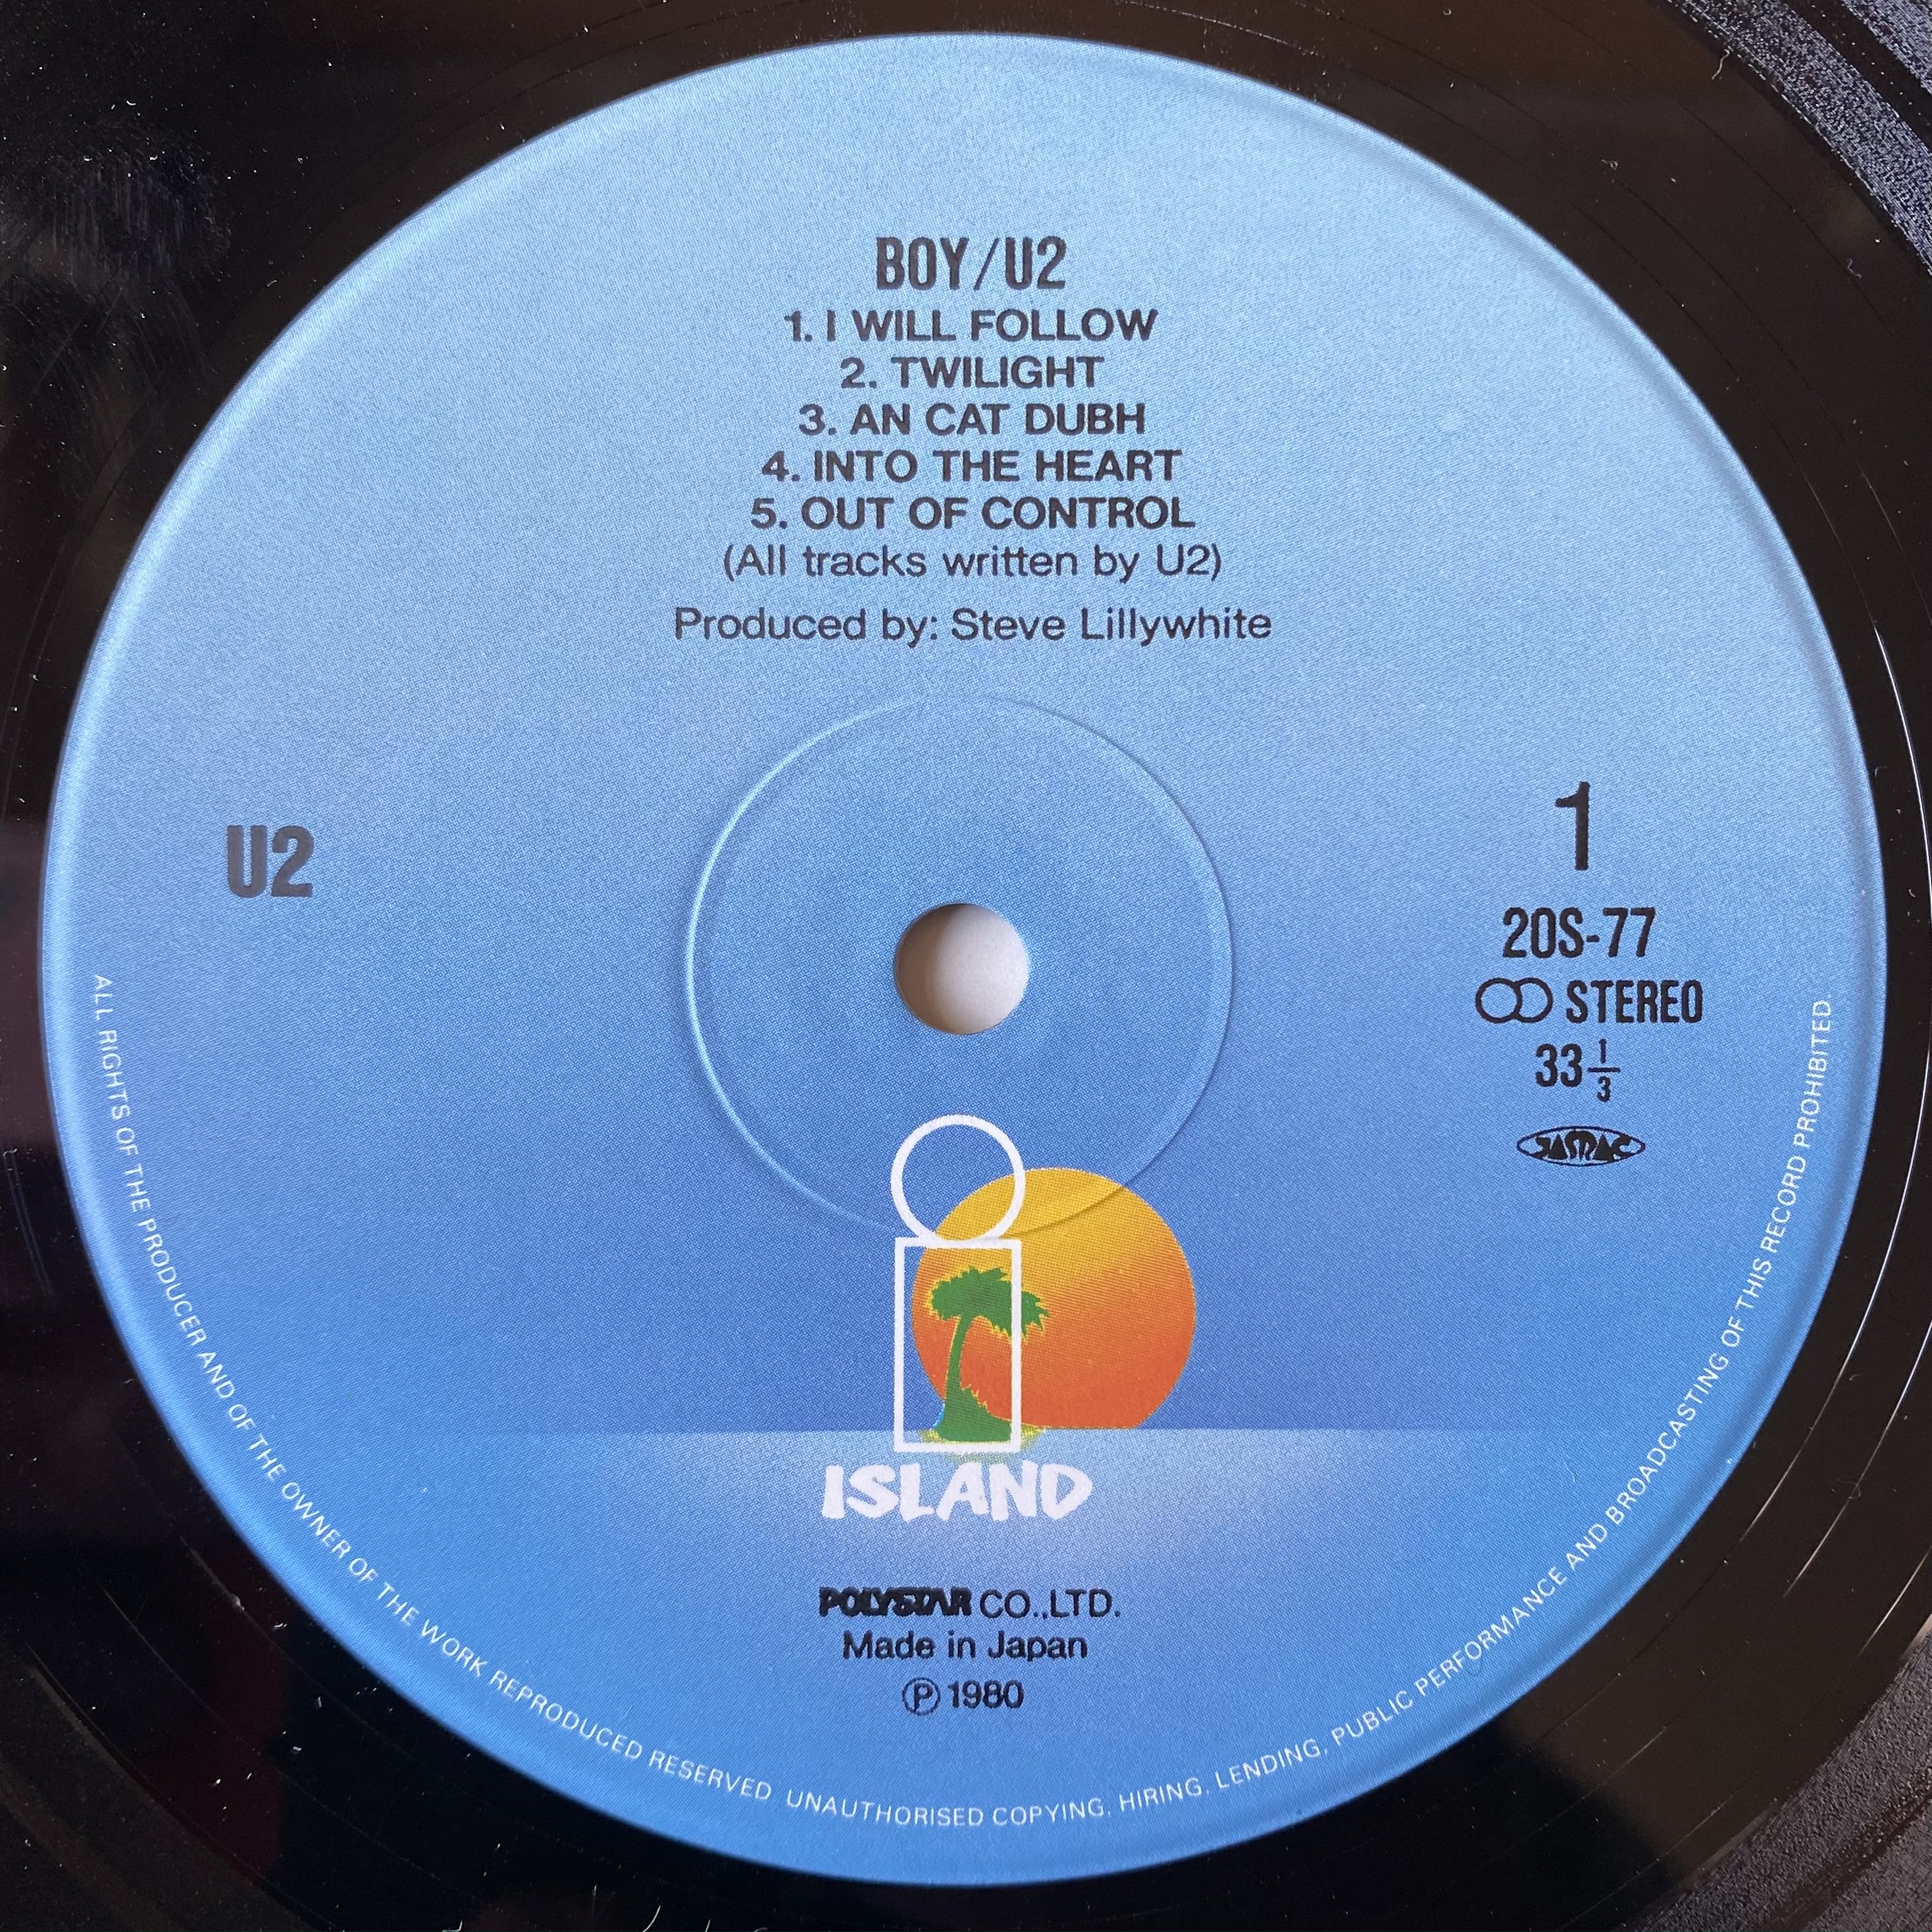 BOY/U2
1. I WILL FOLLOW
2. TWILIGHT
3. AN CAT DUBH
4. INTO THE HEART
5. OUT OF CONTROL
(All tracks written by U2)
Produced by: Steve Lillywhite
U2
1
20S-77
STEREO
33 1/3
JASRAC
i
ISLAND
POLYSTAR CO.,LTD.
Made in Japan
Ⓟ 1980
ALL RIGHTS OF THE PRODUCER AND OF THE OWNER OF THE WORK REPRODUCED RESERVED. UNAUTHORISED COPYING, HIRING, LENDING, PUBLIC PERFORMANCE AND BROADCASTING OF THIS RECORD PROHIBITED.